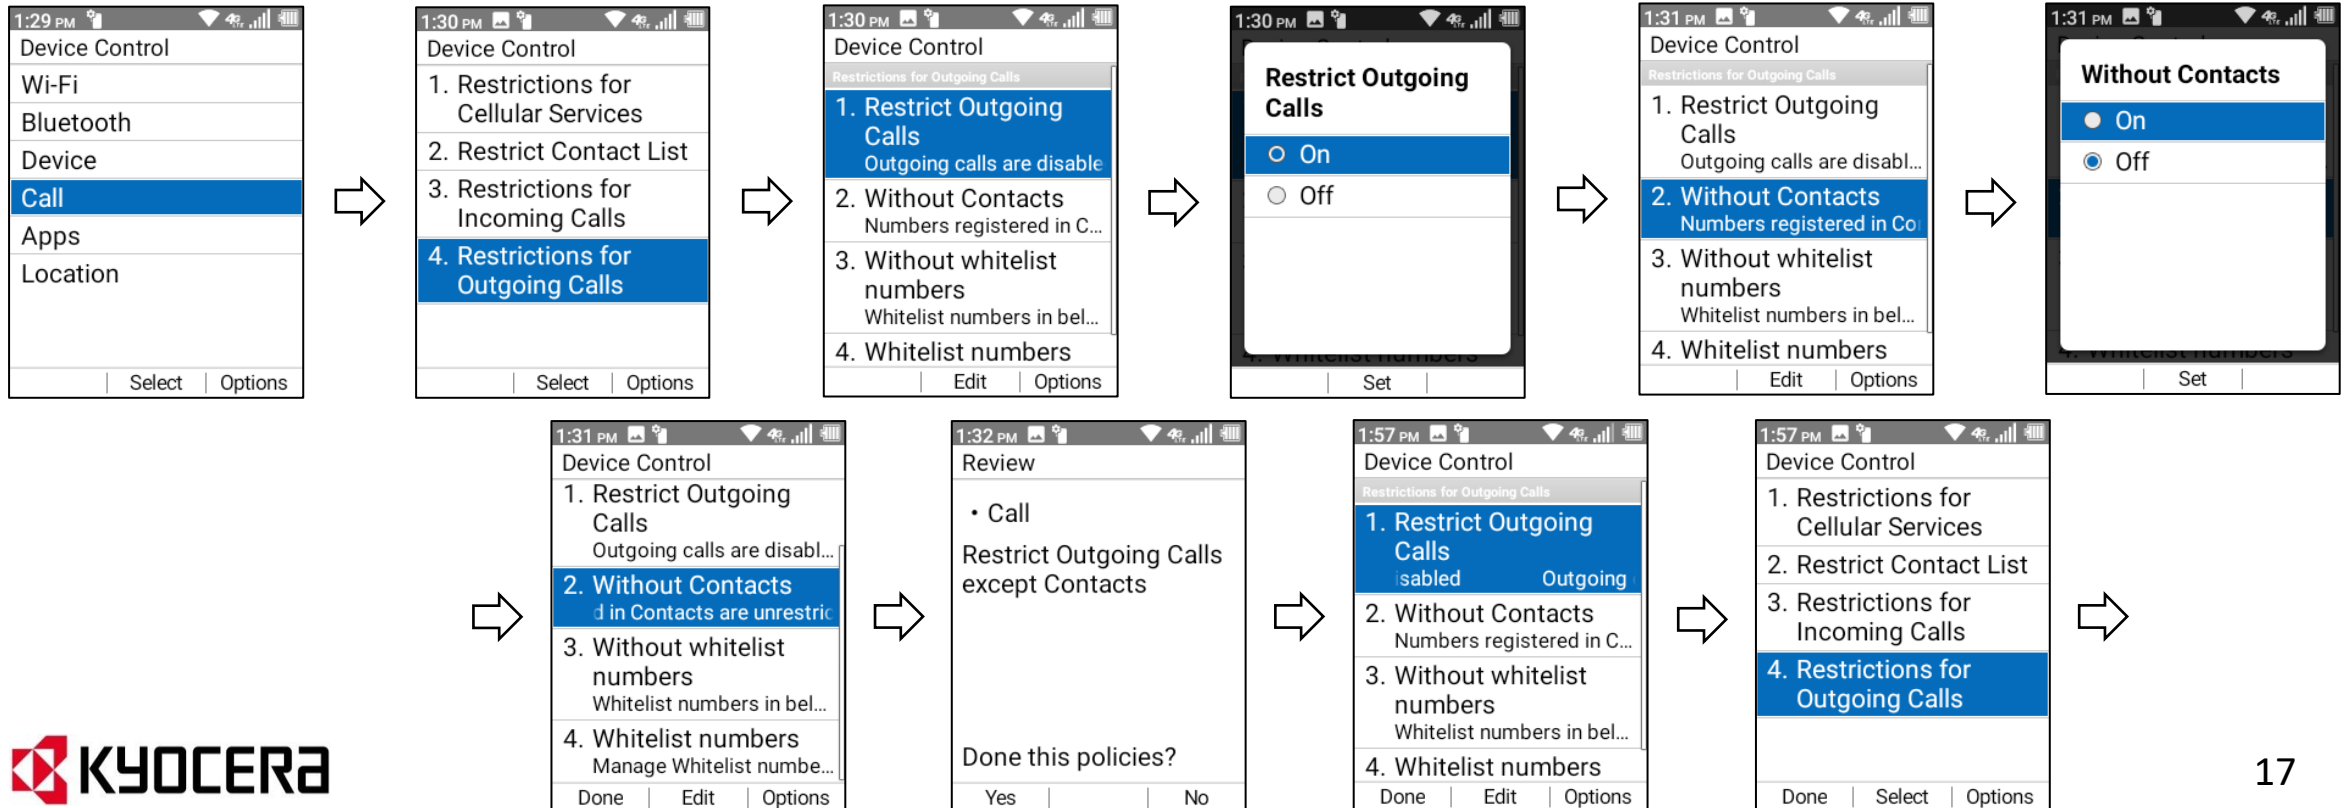 1:29 PM
Device Control
Wi-Fi
Bluetooth
Device
Call
Apps
Location
Select Options
1:30 PM
Device Control
1. Restrictions for
Cellular Services
2. Restrict Contact List
3. Restrictions for
Incoming Calls
4. Restrictions for
Outgoing Calls
Select Options
1:30 PM
Device Control
Restrictions for Outgoing Calls
1. Restrict Outgoing
Calls
Outgoing calls are disable
2. Without Contacts
Numbers registered in C...
3. Without whitelist
numbers
Whitelist numbers in bel...
4. Whitelist numbers
Edit Options
1:30 PM
Restrict Outgoing
Calls
On
Off
4. Whitelist numbers
Set
1:31 PM
Device Control
Restrictions for Outgoing Calls
1. Restrict Outgoing
Calls
Outgoing calls are disabl...
2. Without Contacts
Numbers registered in Co
3. Without whitelist
numbers
Whitelist numbers in bel...
4. Whitelist numbers
Edit Options
1:31 PM
Without Contacts
On
Off
4. Whitelist numbers
Set
1:31 PM
Device Control
1. Restrict Outgoing
Calls
Outgoing calls are disabl...
2. Without Contacts
d in Contacts are unrestric
3. Without whitelist
numbers
Whitelist numbers in bel...
4. Whitelist numbers
Manage Whitelist numbe...
Done Edit Options
1:32 PM
Review
• Call
Restrict Outgoing Calls
except Contacts
Done this policies?
Yes No
1:57 PM
Device Control
Restrictions for Outgoing Calls
1. Restrict Outgoing
Calls
isabled Outgoing
2. Without Contacts
Numbers registered in C...
3. Without whitelist
numbers
Whitelist numbers in bel...
4. Whitelist numbers
Done Edit Options
1:57 PM
Device Control
1. Restrictions for
Cellular Services
2. Restrict Contact List
3. Restrictions for
Incoming Calls
4. Restrictions for
Outgoing Calls
Done Select Options
KYOCERA
17